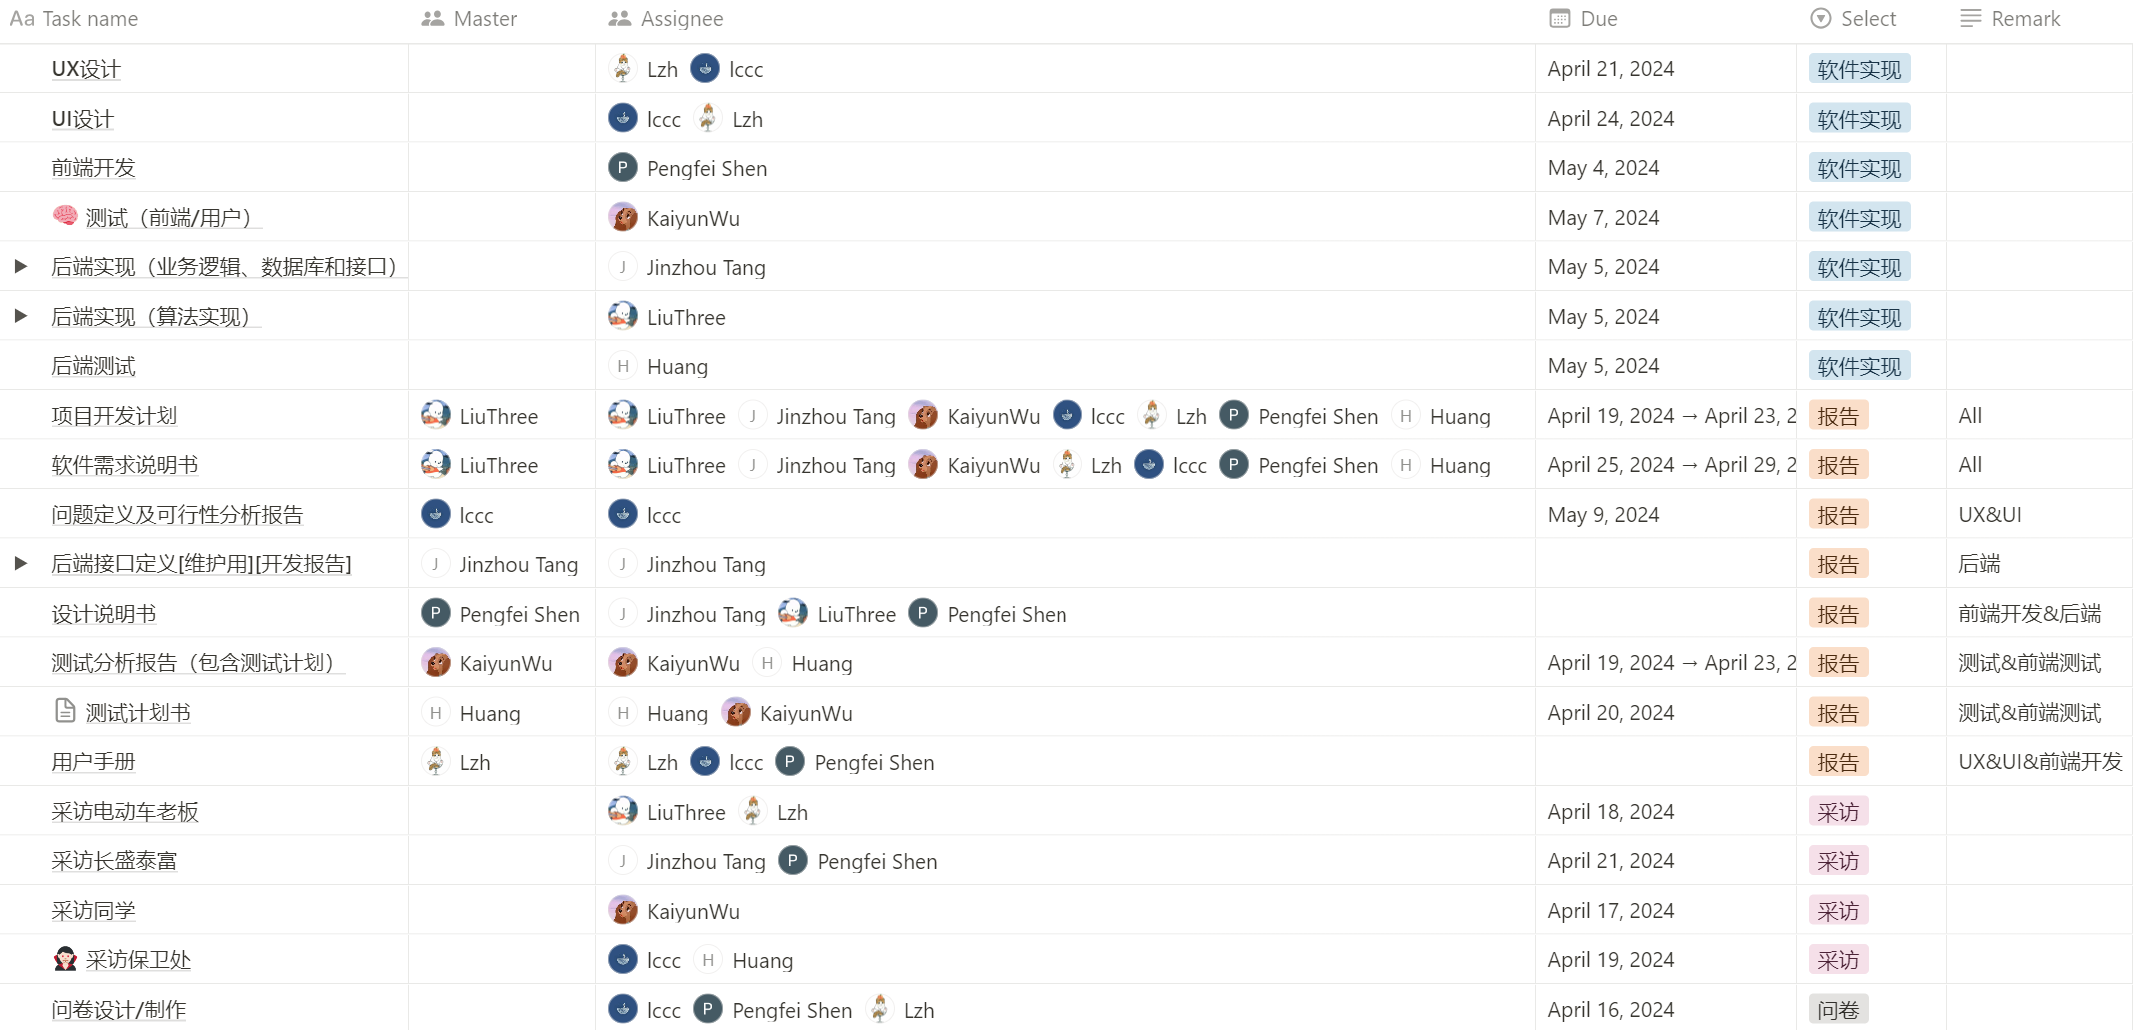 Aa Task name Master Assignee Due Select Remark
UX设计 Lzh lccc April 21, 2024 软件实现
UI设计 lccc Lzh April 24, 2024 软件实现
前端开发 P Pengfei Shen May 4, 2024 软件实现
测试（前端/用户） KaiyunWu May 7, 2024 软件实现
后端实现（业务逻辑、数据库和接口） J Jinzhou Tang May 5, 2024 软件实现
后端实现（算法实现） LiuThree May 5, 2024 软件实现
后端测试 H Huang May 5, 2024 软件实现
项目开发计划 LiuThree LiuThree J Jinzhou Tang KaiyunWu lccc Lzh P Pengfei Shen H Huang April 19, 2024 → April 23, 2 报告 All
软件需求说明书 LiuThree LiuThree J Jinzhou Tang KaiyunWu Lzh lccc P Pengfei Shen H Huang April 25, 2024 → April 29, 2 报告 All
问题定义及可行性分析报告 lccc lccc May 9, 2024 报告 UX&UI
后端接口定义[维护用][开发报告] J Jinzhou Tang J Jinzhou Tang 报告 后端
设计说明书 P Pengfei Shen J Jinzhou Tang LiuThree P Pengfei Shen 报告 前端开发&后端
测试分析报告（包含测试计划） KaiyunWu KaiyunWu H Huang April 19, 2024 → April 23, 2 报告 测试&前端测试
测试计划书 H Huang H Huang KaiyunWu April 20, 2024 报告 测试&前端测试
用户手册 Lzh Lzh lccc P Pengfei Shen 报告 UX&UI&前端开发
采访电动车老板 LiuThree Lzh April 18, 2024 采访
采访长盛泰富 J Jinzhou Tang P Pengfei Shen April 21, 2024 采访
采访同学 KaiyunWu April 17, 2024 采访
采访保卫处 lccc H Huang April 19, 2024 采访
问卷设计/制作 lccc P Pengfei Shen Lzh April 16, 2024 问卷